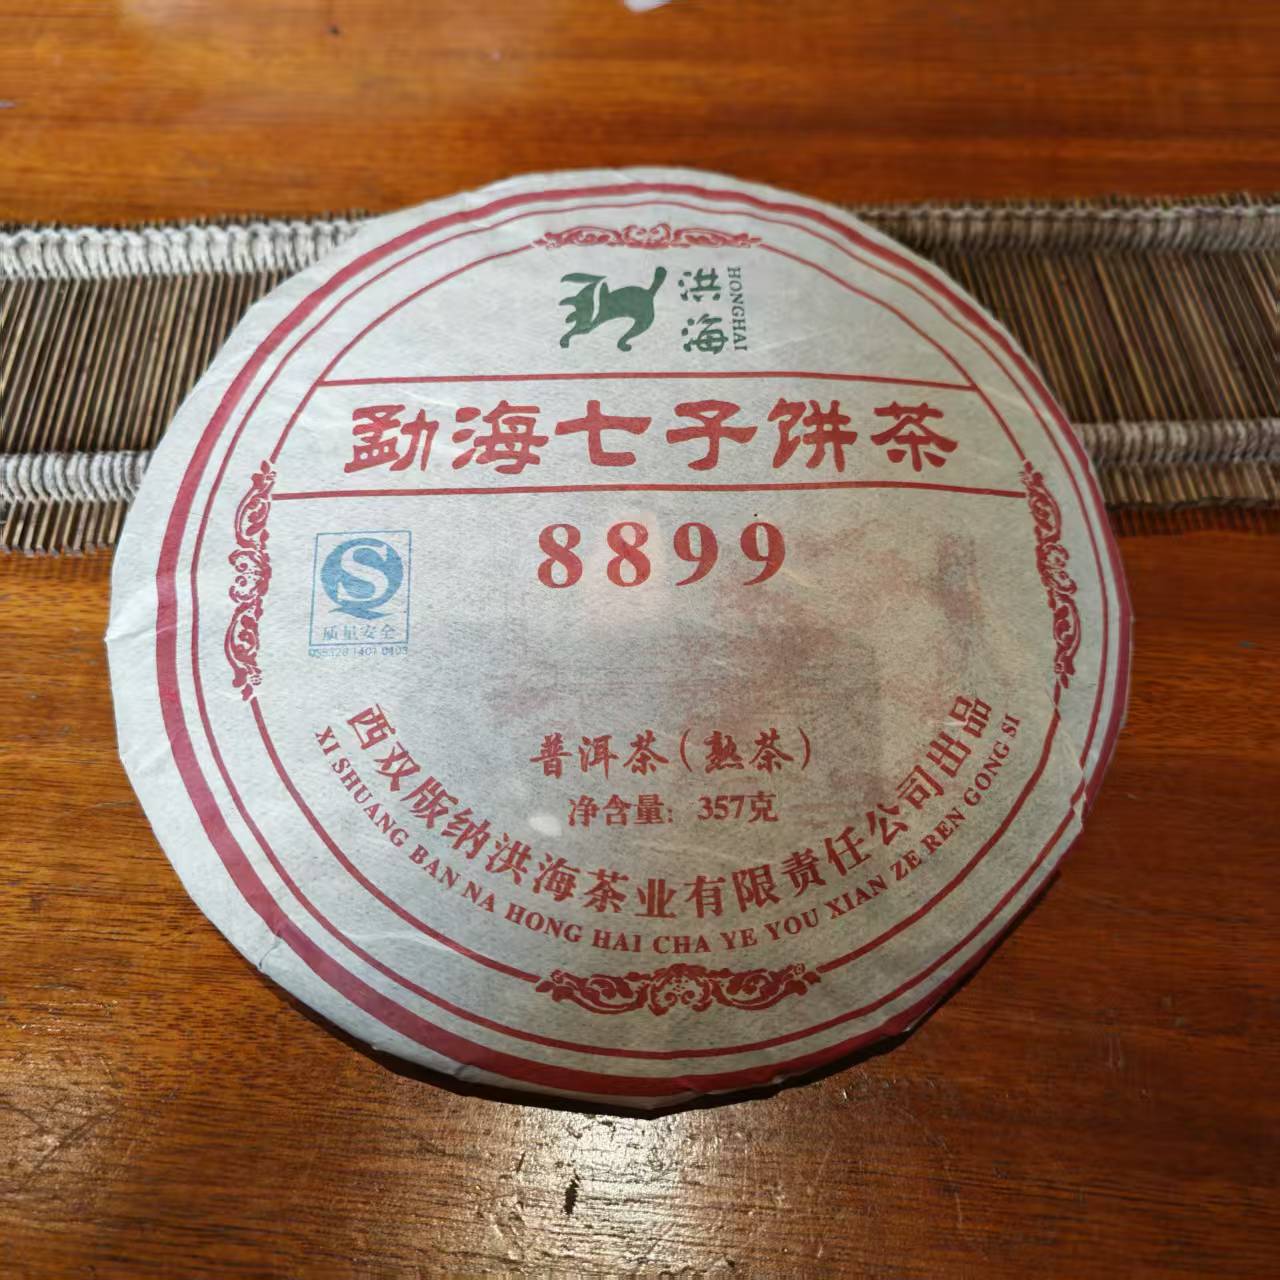 洪海
HONGHAI
勐海七子饼茶
8899
质量安全
普洱茶(熟茶)
净含量: 357克
西双版纳洪海茶业有限责任公司出品
XI SHUANG BAN NA HONG HAI CHA YE YOU XIAN ZE REN GONG SI